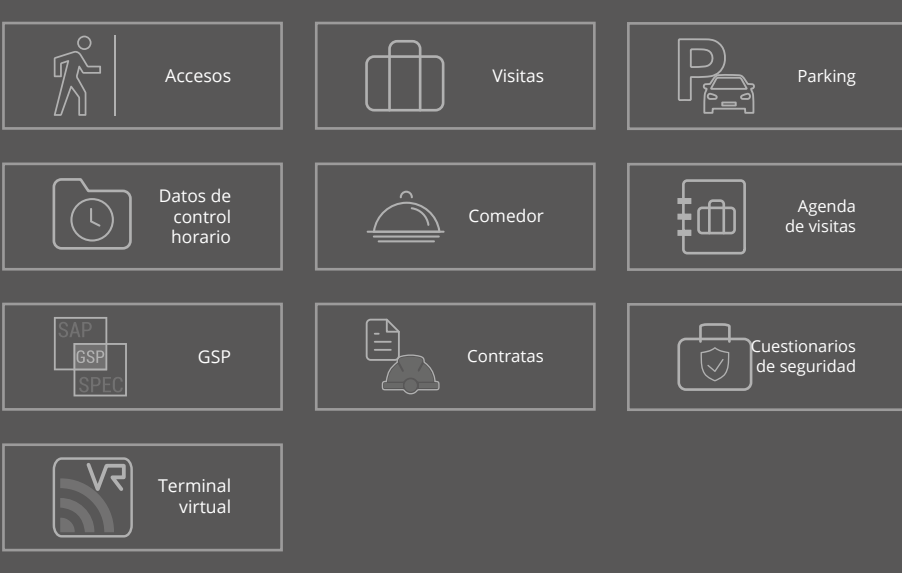 Accesos
Visitas
P
Parking
Datos de
control
horario
Comedor
Agenda
de visitas
SAP
GSP
SPEC
GSP
Contratas
Cuestionarios
de seguridad
VR
Terminal
virtual